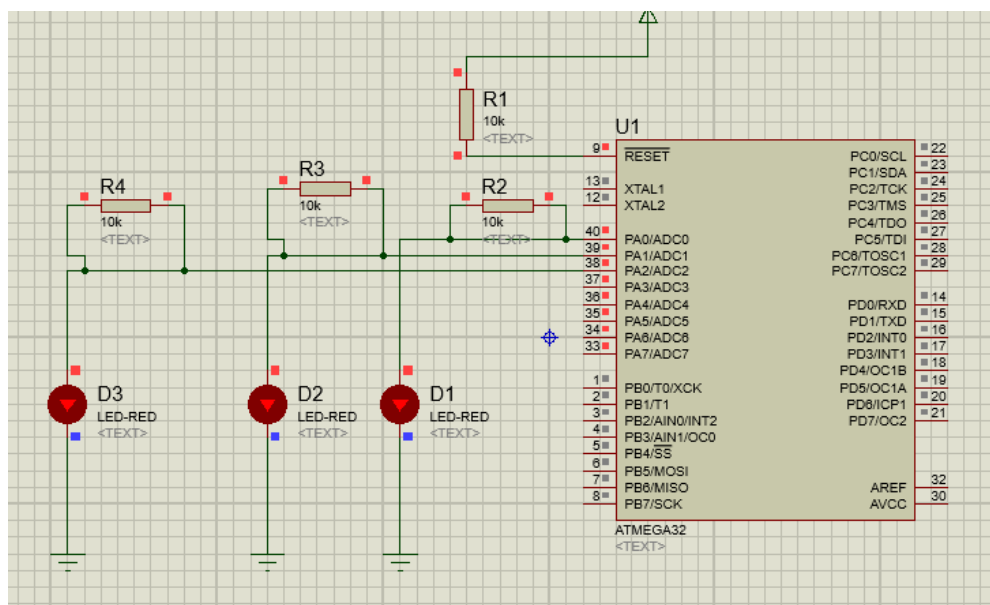 R1
10k
<TEXT>
U1
R4
10k
<TEXT>
R3
10k
<TEXT>
R2
10k
<TEXT>
9 RESET
13 XTAL1
12 XTAL2
40 PA0/ADC0
39 PA1/ADC1
38 PA2/ADC2
37 PA3/ADC3
36 PA4/ADC4
35 PA5/ADC5
34 PA6/ADC6
33 PA7/ADC7
1 PB0/T0/XCK
2 PB1/T1
3 PB2/AIN0/INT2
4 PB3/AIN1/OC0
5 PB4/SS
6 PB5/MOSI
7 PB6/MISO
8 PB7/SCK
PC0/SCL 22
PC1/SDA 23
PC2/TCK 24
PC3/TMS 25
PC4/TDO 26
PC5/TDI 27
PC6/TOSC1 28
PC7/TOSC2 29
PD0/RXD 14
PD1/TXD 15
PD2/INT0 16
PD3/INT1 17
PD4/OC1B 18
PD5/OC1A 19
PD6/ICP1 20
PD7/OC2 21
AREF 32
AVCC 30
ATMEGA32
<TEXT>
D3
LED-RED
<TEXT>
D2
LED-RED
<TEXT>
D1
LED-RED
<TEXT>